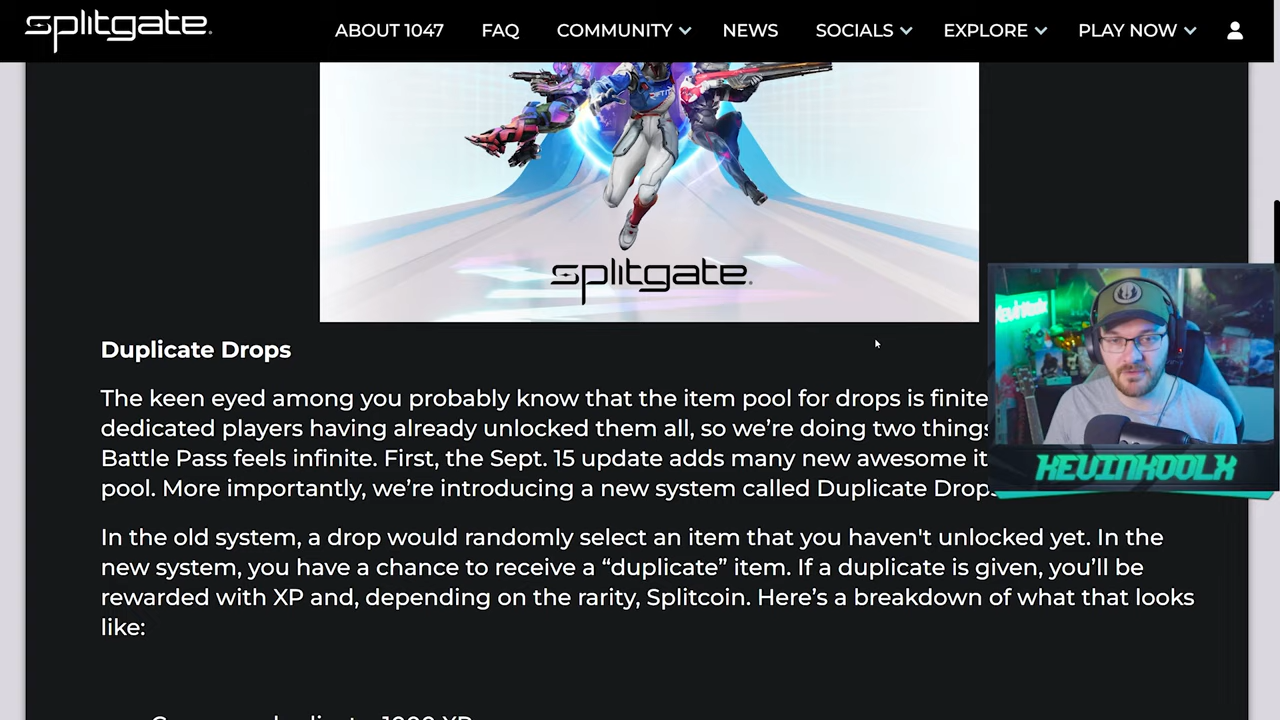 splitgate
ABOUT 1047 FAQ COMMUNITY NEWS SOCIALS EXPLORE PLAY NOW
splitgate
Duplicate Drops
The keen eyed among you probably know that the item pool for drops is finite
dedicated players having already unlocked them all, so we're doing two things
Battle Pass feels infinite. First, the Sept. 15 update adds many new awesome it
pool. More importantly, we're introducing a new system called Duplicate Drops
KEVINKOOLX
In the old system, a drop would randomly select an item that you haven't unlocked yet. In the
new system, you have a chance to receive a “duplicate” item. If a duplicate is given, you'll be
rewarded with XP and, depending on the rarity, Splitcoin. Here's a breakdown of what that looks
like: